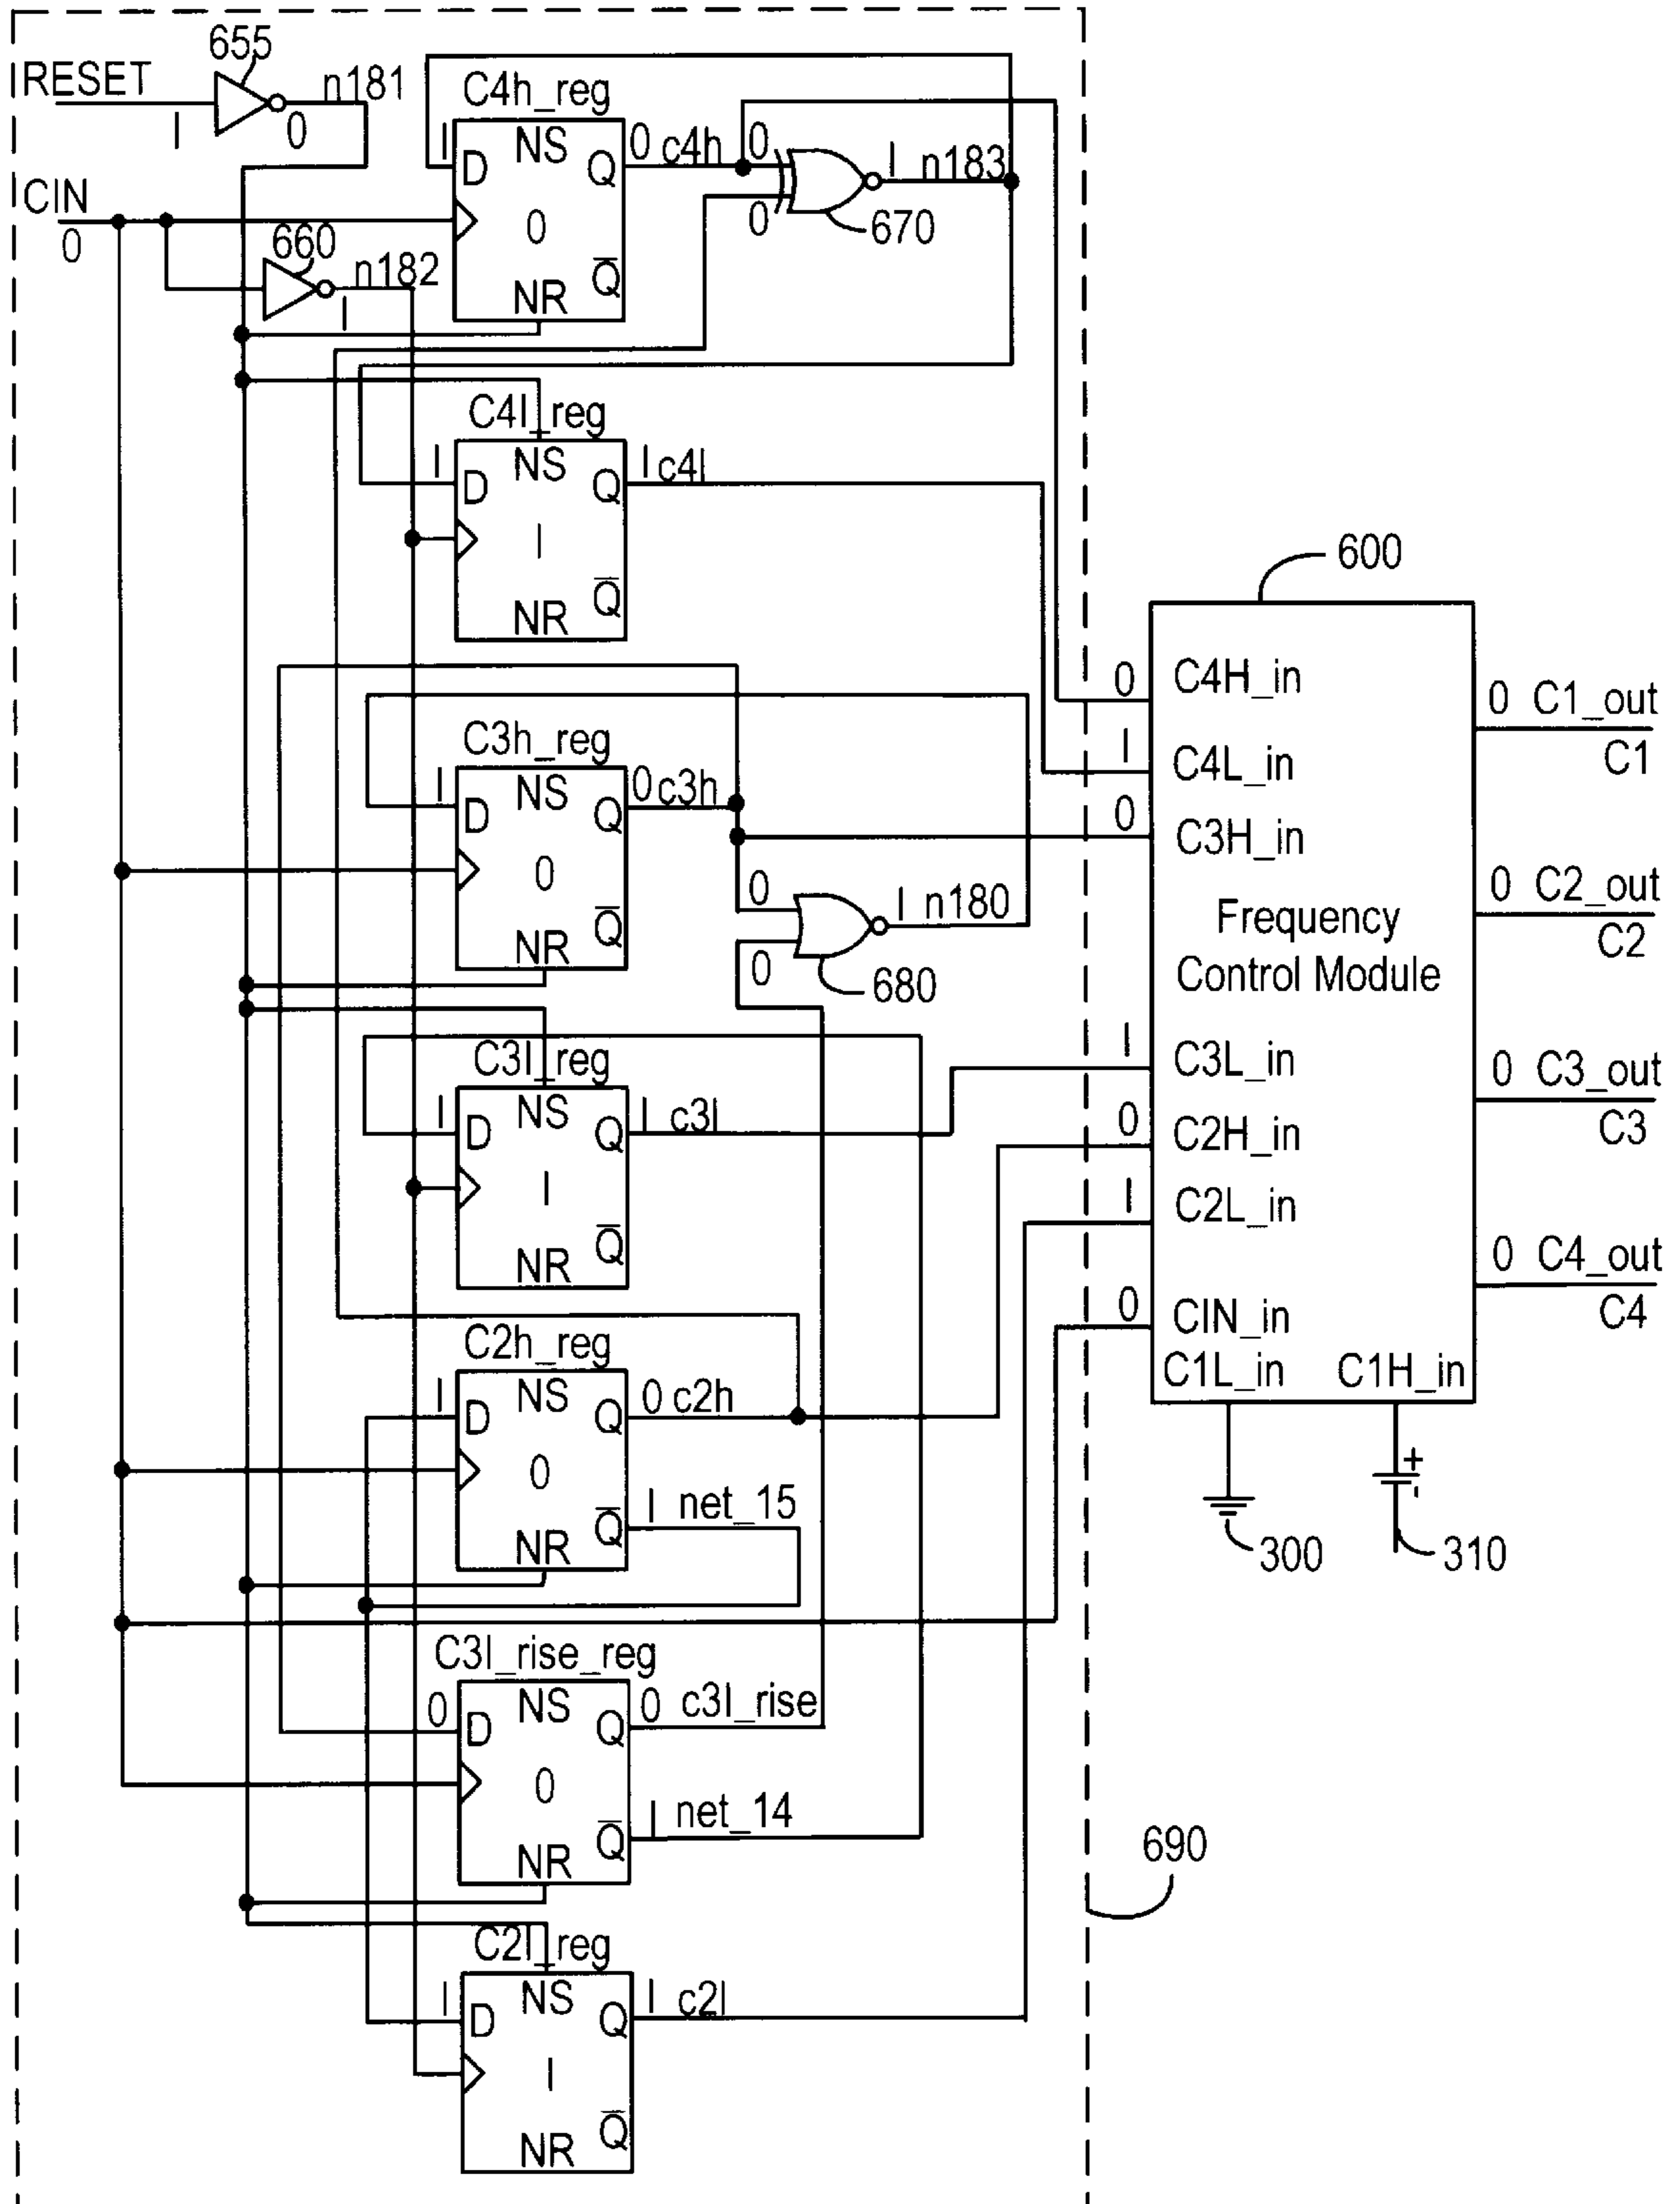 655
RESET
n181
I
0
C4h_reg
I
NS
D
Q
0 c4h
0
I n183
0
670
CIN
0
660
n182
I
0
NR
Q̅
C4l_reg
I
NS
D
Q
I c4l
I
NR
Q̅
600
C4H_in
0
C4L_in
I
C3H_in
0
Frequency
Control Module
C3L_in
I
C2H_in
0
C2L_in
I
CIN_in
0
C1L_in
C1H_in
0 C1_out
C1
0 C2_out
C2
0 C3_out
C3
0 C4_out
C4
+
-
300
310
C3h_reg
I
NS
D
Q
0 c3h
0
NR
Q̅
0
0
I n180
680
C3l_reg
I
NS
D
Q
I c3l
I
NR
Q̅
C2h_reg
I
NS
D
Q
0 c2h
0
NR
Q̅
I net_15
C3l_rise_reg
0
NS
D
Q
0 c3l_rise
0
NR
Q̅
I net_14
690
C2l_reg
I
NS
D
Q
I c2l
I
NR
Q̅